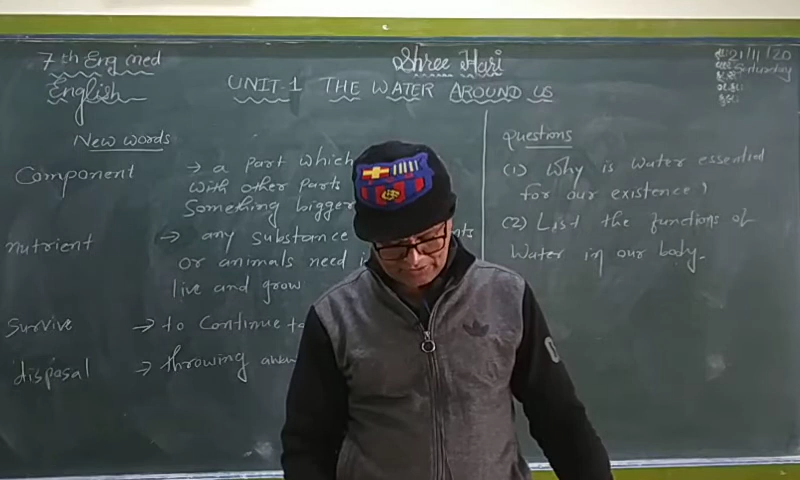 7th Eng med
Shree Hari
21/11/20
Saturday
English
UNIT-1 THE WATER AROUND US
New words
Component → a part which
with other parts
Something bigger
nutrient → any substance
or animals need
live and grow
Survive → to Continue to
disposal → throwing
questions
(1) Why is water essential
for our existence?
(2) List the functions of
Water in our body.